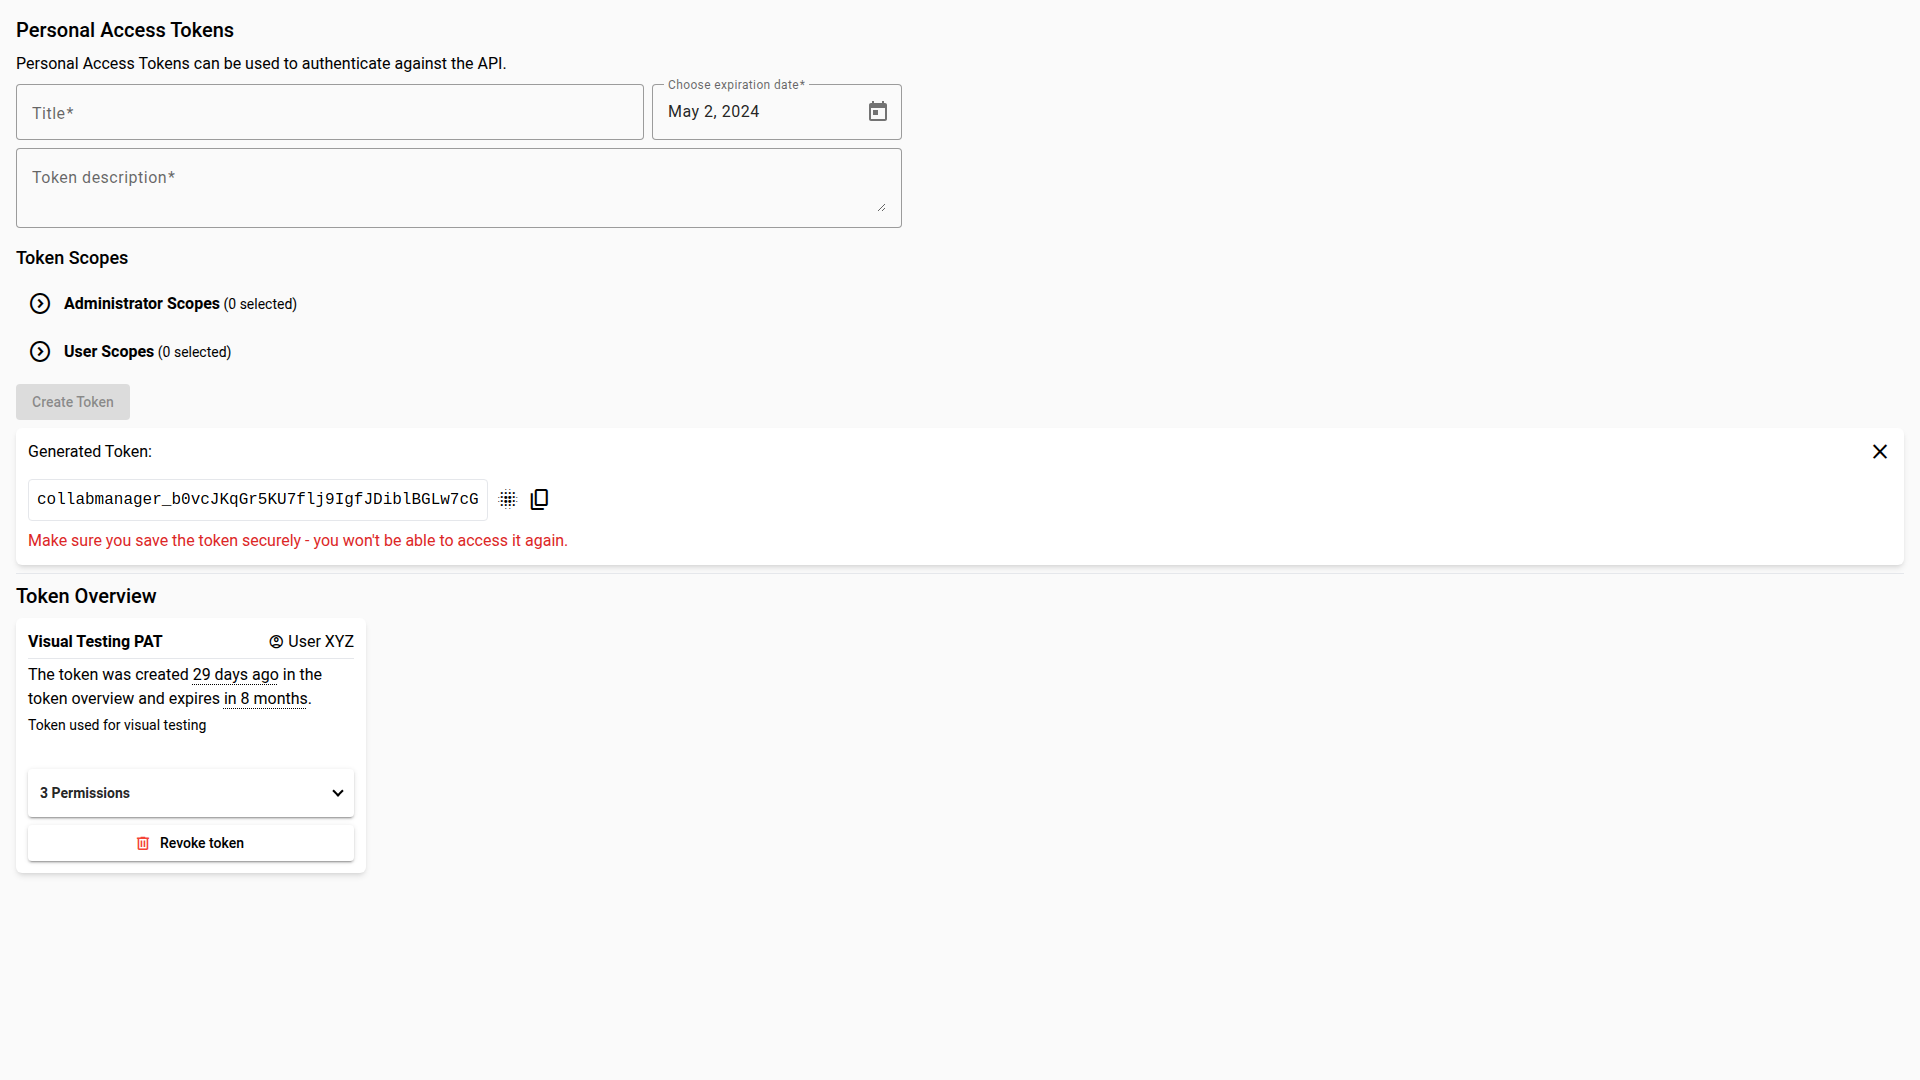 Personal Access Tokens
Personal Access Tokens can be used to authenticate against the API.
Title*
Choose expiration date*
May 2, 2024
Token description*
Token Scopes
Administrator Scopes (0 selected)
User Scopes (0 selected)
Create Token
Generated Token:
collabmanager_b0vcJKqGr5KU7flj9IgfJDiblBGLw7cG
Make sure you save the token securely - you won't be able to access it again.
Token Overview
Visual Testing PAT User XYZ
The token was created 29 days ago in the
token overview and expires in 8 months.
Token used for visual testing
3 Permissions
Revoke token